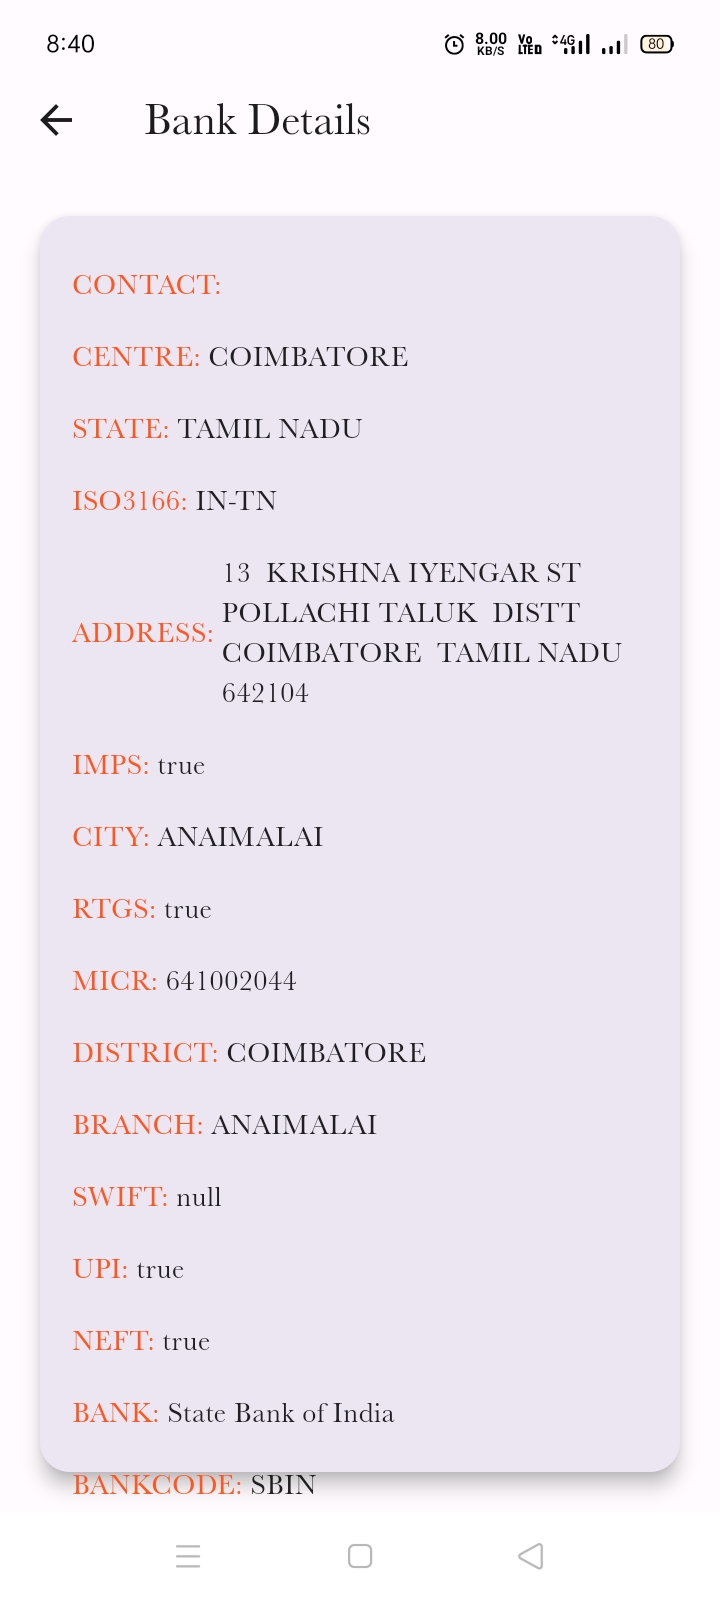 8:40
8.00 KB/S
Vo LTE D
4G
80
Bank Details
CONTACT:
CENTRE: COIMBATORE
STATE: TAMIL NADU
ISO3166: IN-TN
ADDRESS: 13  KRISHNA IYENGAR ST
POLLACHI TALUK  DISTT
COIMBATORE  TAMIL NADU
642104
IMPS: true
CITY: ANAIMALAI
RTGS: true
MICR: 641002044
DISTRICT: COIMBATORE
BRANCH: ANAIMALAI
SWIFT: null
UPI: true
NEFT: true
BANK: State Bank of India
BANKCODE: SBIN